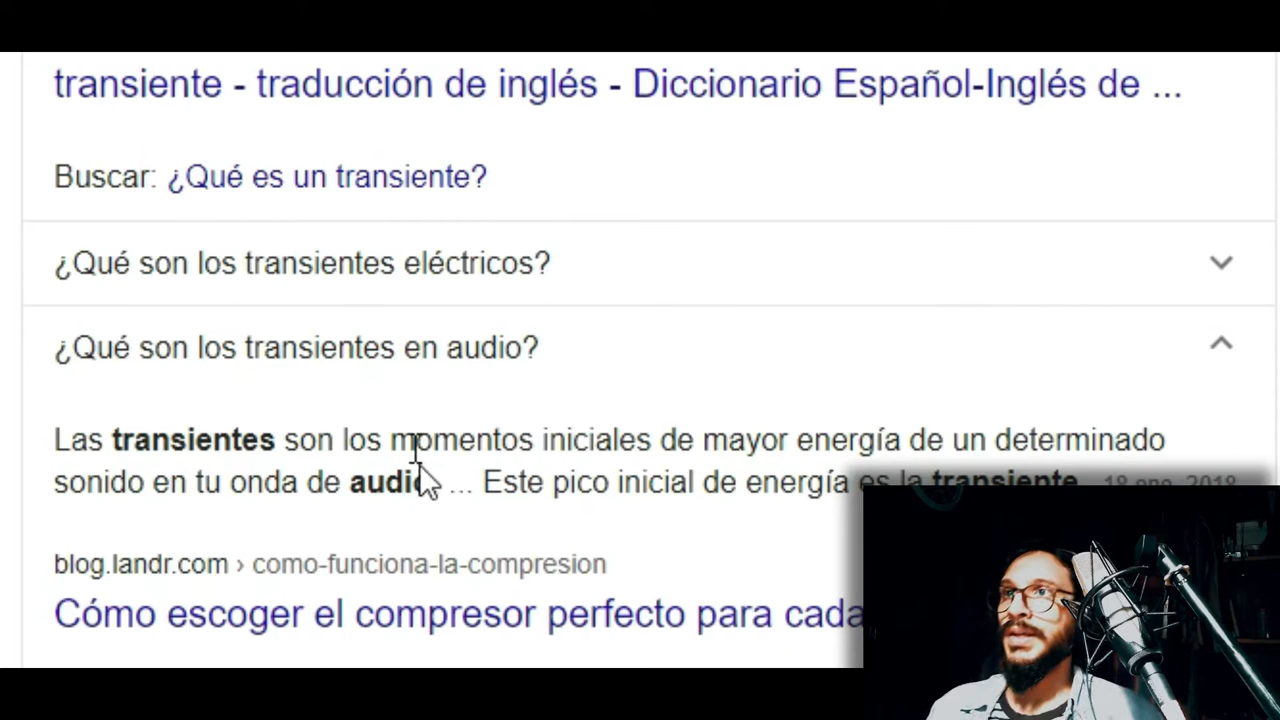 transiente - traducción de inglés - Diccionario Español-Inglés de ...
Buscar: ¿Qué es un transiente?
¿Qué son los transientes eléctricos?
¿Qué son los transientes en audio?
Las transientes son los momentos iniciales de mayor energía de un determinado
sonido en tu onda de audio ... Este pico inicial de energía es la transiente. 18 ene. 2018
blog.landr.com › como-funciona-la-compresion
Cómo escoger el compresor perfecto para cada